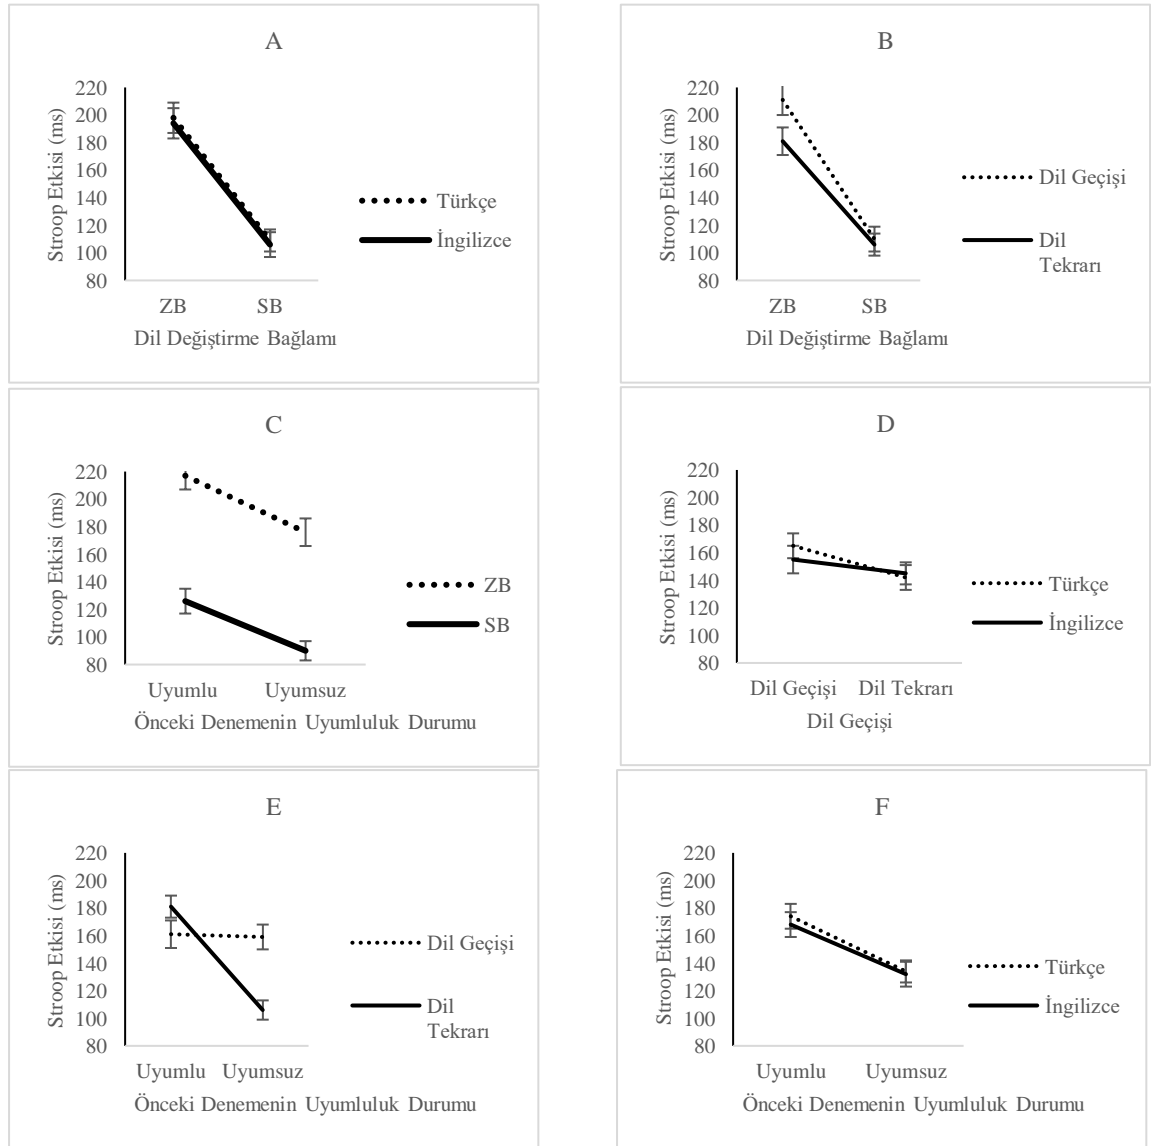 A
220
200
180
160
140
120
100
80
Stroop Etkisi (ms)
ZB
SB
Dil Değiştirme Bağlamı
Türkçe
İngilizce
B
220
200
180
160
140
120
100
80
Stroop Etkisi (ms)
ZB
SB
Dil Değiştirme Bağlamı
Dil Geçişi
Dil
Tekrarı
C
220
200
180
160
140
120
100
80
Stroop Etkisi (ms)
Uyumlu
Uyumsuz
Önceki Denemenin Uyumluluk Durumu
ZB
SB
D
220
200
180
160
140
120
100
80
Stroop Etkisi (ms)
Dil Geçişi
Dil Tekrarı
Dil Geçişi
Türkçe
İngilizce
E
220
200
180
160
140
120
100
80
Stroop Etkisi (ms)
Uyumlu
Uyumsuz
Önceki Denemenin Uyumluluk Durumu
Dil Geçişi
Dil
Tekrarı
F
220
200
180
160
140
120
100
80
Stroop Etkisi (ms)
Uyumlu
Uyumsuz
Önceki Denemenin Uyumluluk Durumu
Türkçe
İngilizce